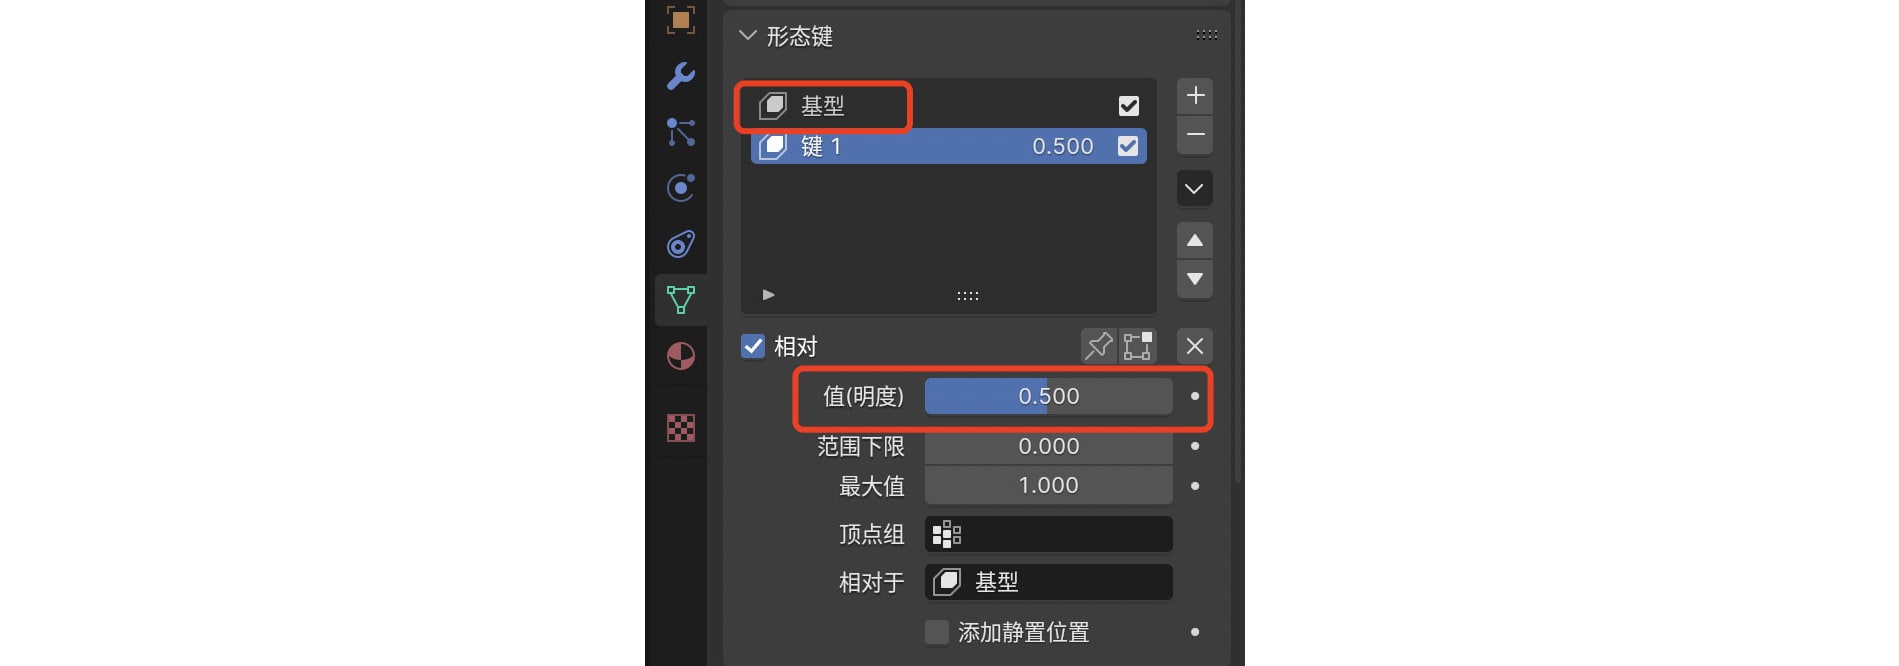 形态键
基型
键 1 0.500
相对
值(明度) 0.500
范围下限 0.000
最大值 1.000
顶点组
相对于 基型
添加静置位置